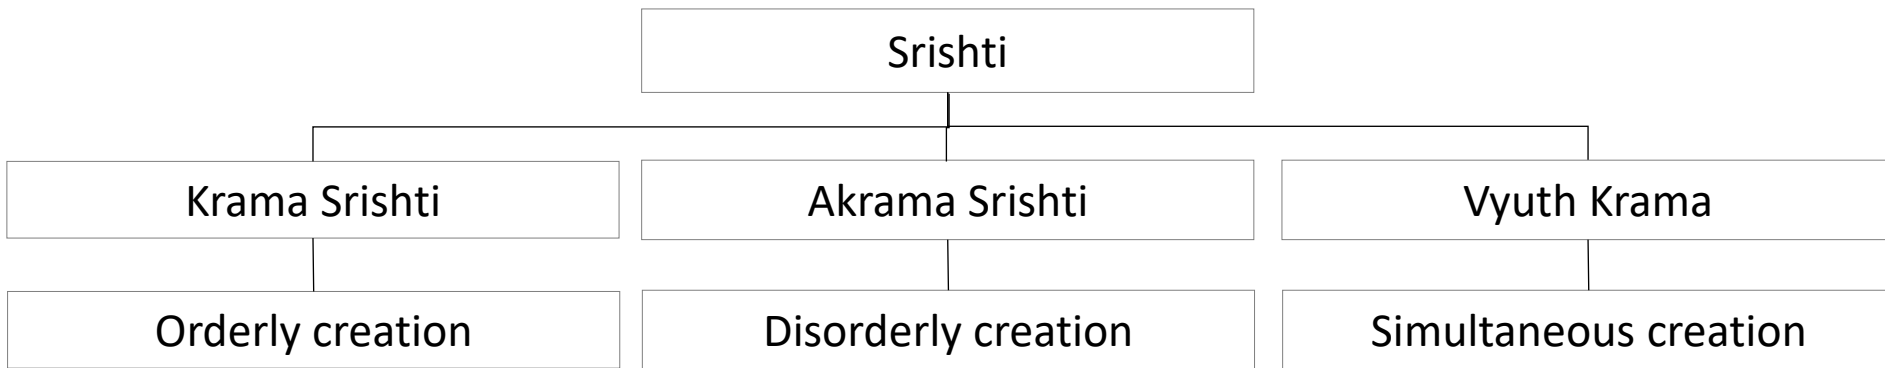 Srishti
Krama Srishti
Akrama Srishti
Vyuth Krama
Orderly creation
Disorderly creation
Simultaneous creation